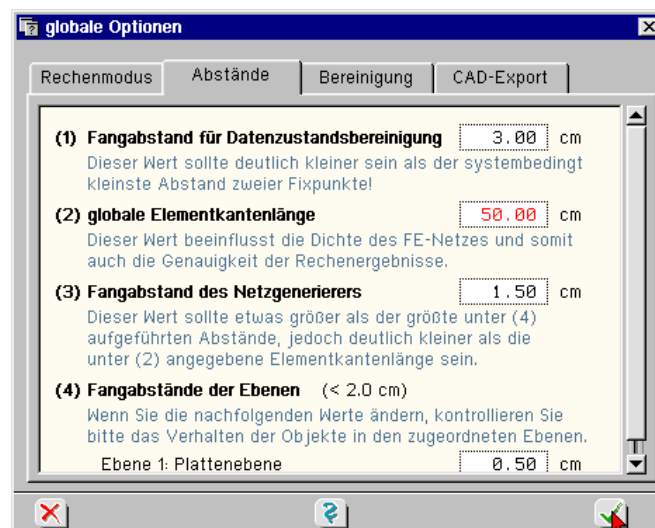 globale Optionen
Rechenmodus Abstände Bereinigung CAD-Export
(1) Fangabstand für Datenzustandsbereinigung 3.00 cm
Dieser Wert sollte deutlich kleiner sein als der systembedingt
kleinste Abstand zweier Fixpunkte!
(2) globale Elementkantenlänge 50.00 cm
Dieser Wert beeinflusst die Dichte des FE-Netzes und somit
auch die Genauigkeit der Rechenergebnisse.
(3) Fangabstand des Netzgenerierers 1.50 cm
Dieser Wert sollte etwas größer als der größte unter (4)
aufgeführten Abstände, jedoch deutlich kleiner als die
unter (2) angegebene Elementkantenlänge sein.
(4) Fangabstände der Ebenen (< 2.0 cm)
Wenn Sie die nachfolgenden Werte ändern, kontrollieren Sie
bitte das Verhalten der Objekte in den zugeordneten Ebenen.
Ebene 1: Plattenebene 0.50 cm